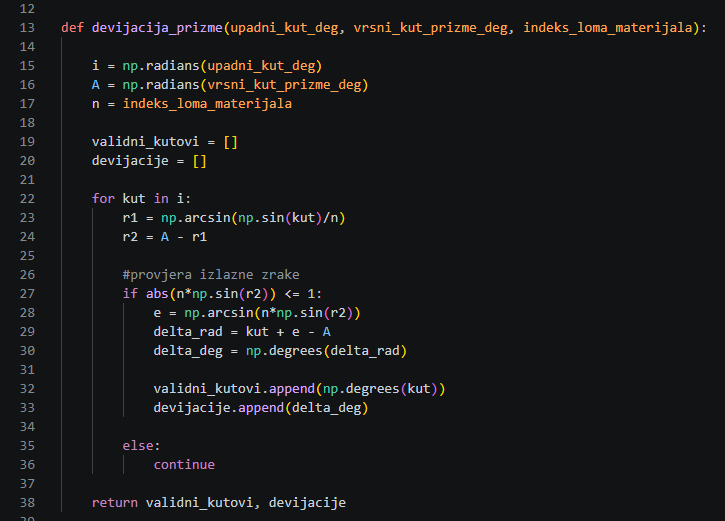 12
13 def devijacija_prizme(upadni_kut_deg, vrsni_kut_prizme_deg, indeks_loma_materijala):
14
15     i = np.radians(upadni_kut_deg)
16     A = np.radians(vrsni_kut_prizme_deg)
17     n = indeks_loma_materijala
18
19     validni_kutovi = []
20     devijacije = []
21
22     for kut in i:
23         r1 = np.arcsin(np.sin(kut)/n)
24         r2 = A - r1
25
26         #provjera izlazne zrake
27         if abs(n*np.sin(r2)) <= 1:
28             e = np.arcsin(n*np.sin(r2))
29             delta_rad = kut + e - A
30             delta_deg = np.degrees(delta_rad)
31
32             validni_kutovi.append(np.degrees(kut))
33             devijacije.append(delta_deg)
34
35         else:
36             continue
37
38     return validni_kutovi, devijacije
39